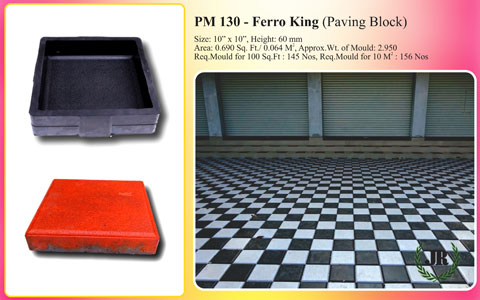 PM 130 - Ferro King (Paving Block)
Size: 10" x 10", Height: 60 mm
Area: 0.690 Sq. Ft./ 0.064 M², Approx.Wt. of Mould: 2.950
Req.Mould for 100 Sq.Ft : 145 Nos, Req.Mould for 10 M² : 156 Nos
JR